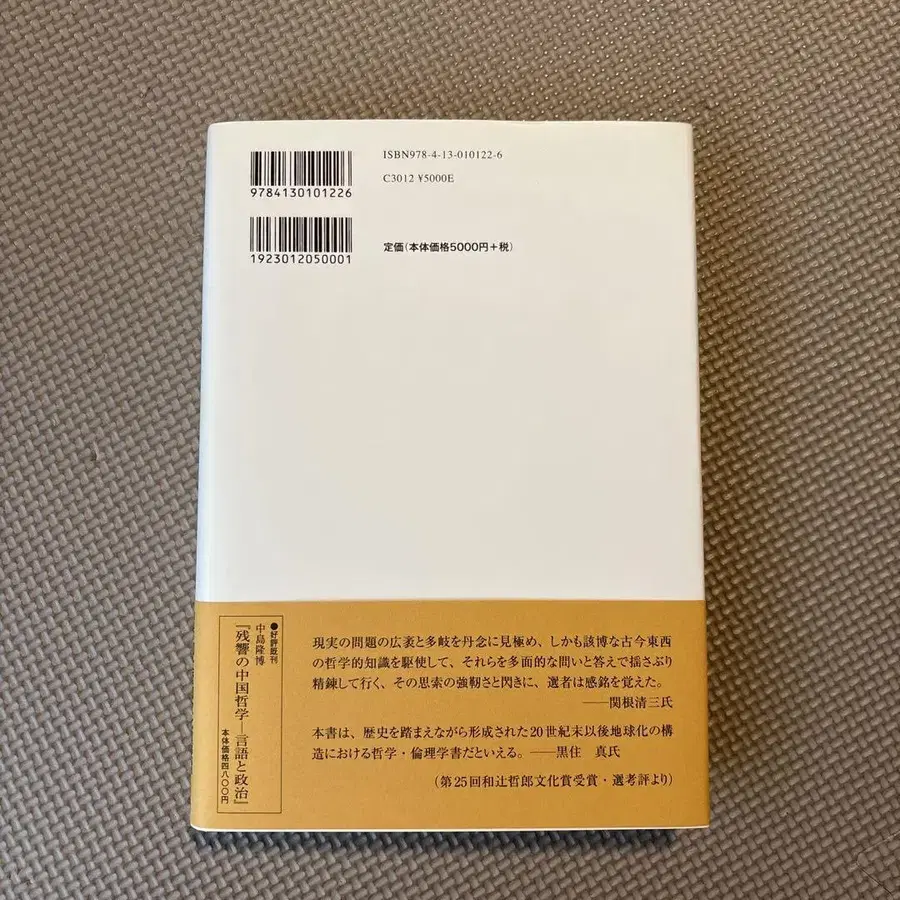 ISBN978-4-13-010122-6
C3012 ¥5000E
9784130101226
1923012050001
定価(本体価格5000円+税)
現実の問題の広袤と多岐を丹念に見極め、しかも該博な古今東西
の哲学的知識を駆使して、それらを多面的な問いと答えで揺さぶり
精錬して行く、その思索の強靭さと閃きに、選者は感銘を覚えた。
——関根清三氏
本書は、歴史を踏まえながら形成された20世紀末以後地球化の構
造における哲学・倫理学書だといえる。——黒住 真氏
(第25回和辻哲郎文化賞受賞・選考評より)
●好評既刊
中島隆博
『残響の中国哲学—言語と政治』
本体価格四八〇〇円